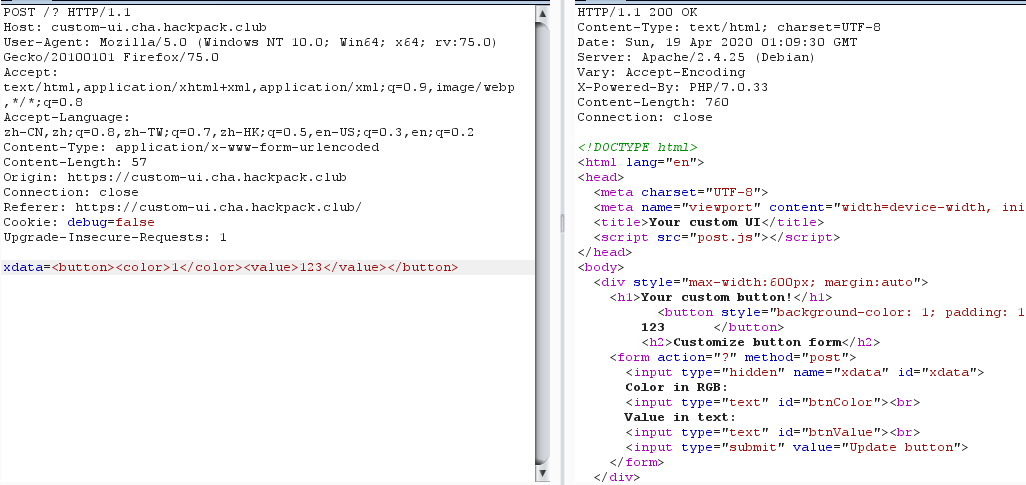 POST /? HTTP/1.1
Host: custom-ui.cha.hackpack.club
User-Agent: Mozilla/5.0 (Windows NT 10.0; Win64; x64; rv:75.0)
Gecko/20100101 Firefox/75.0
Accept:
text/html,application/xhtml+xml,application/xml;q=0.9,image/webp
,*/*;q=0.8
Accept-Language:
zh-CN,zh;q=0.8,zh-TW;q=0.7,zh-HK;q=0.5,en-US;q=0.3,en;q=0.2
Content-Type: application/x-www-form-urlencoded
Content-Length: 57
Origin: https://custom-ui.cha.hackpack.club
Connection: close
Referer: https://custom-ui.cha.hackpack.club/
Cookie: debug=false
Upgrade-Insecure-Requests: 1
xdata=<button><color>1</color><value>123</value></button>
HTTP/1.1 200 OK
Content-Type: text/html; charset=UTF-8
Date: Sun, 19 Apr 2020 01:09:30 GMT
Server: Apache/2.4.25 (Debian)
Vary: Accept-Encoding
X-Powered-By: PHP/7.0.33
Content-Length: 760
Connection: close
<!DOCTYPE html>
<html lang="en">
<head>
<meta charset="UTF-8">
<meta name="viewport" content="width=device-width, ini
<title>Your custom UI</title>
<script src="post.js"></script>
</head>
<body>
<div style="max-width:600px; margin:auto">
<h1>Your custom button!</h1>
<button style="background-color: 1; padding: 1
123 </button>
<h2>Customize button form</h2>
<form action="?" method="post">
<input type="hidden" name="xdata" id="xdata">
Color in RGB:
<input type="text" id="btnColor"><br>
Value in text:
<input type="text" id="btnValue"><br>
<input type="submit" value="Update button">
</form>
</div>